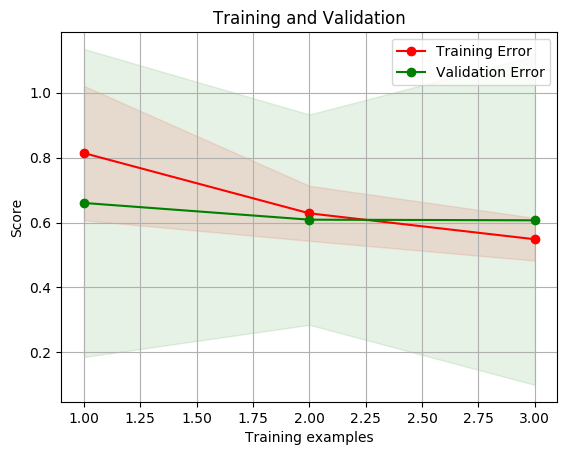 Training and Validation
Training Error
Validation Error
1.0
0.8
0.6
0.4
0.2
Score
1.00 1.25 1.50 1.75 2.00 2.25 2.50 2.75 3.00
Training examples